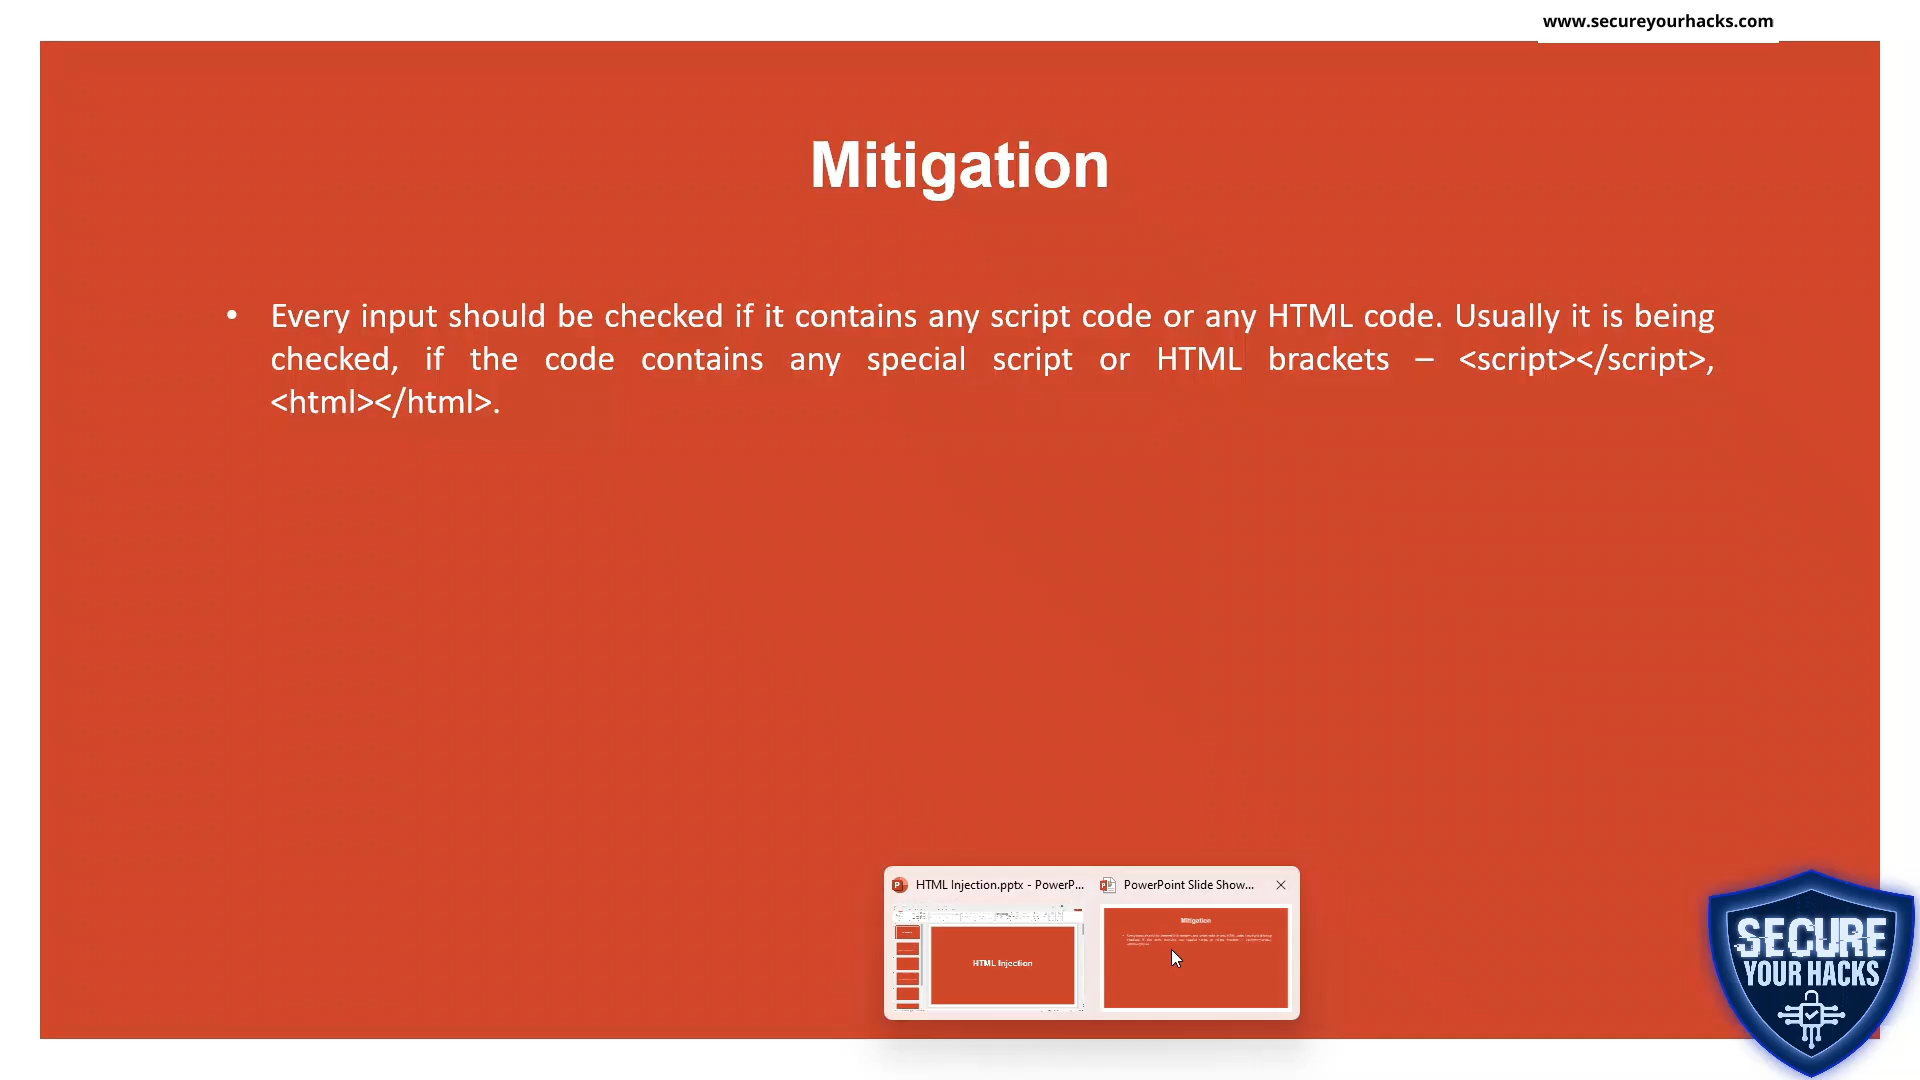 www.secureyourhacks.com
Mitigation
• Every input should be checked if it contains any script code or any HTML code. Usually it is being
checked, if the code contains any special script or HTML brackets – <script></script>,
<html></html>.
HTML Injection.pptx - PowerP...
PowerPoint Slide Show...
HTML Injection
Mitigation
SECURE
YOUR HACKS